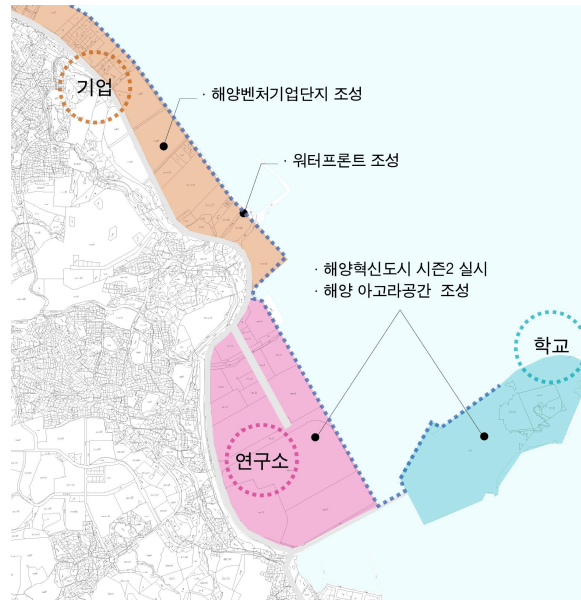 기업
· 해양벤처기업단지 조성
· 워터프론트 조성
· 해양혁신도시 시즌2 실시
· 해양 아고라공간 조성
학교
연구소